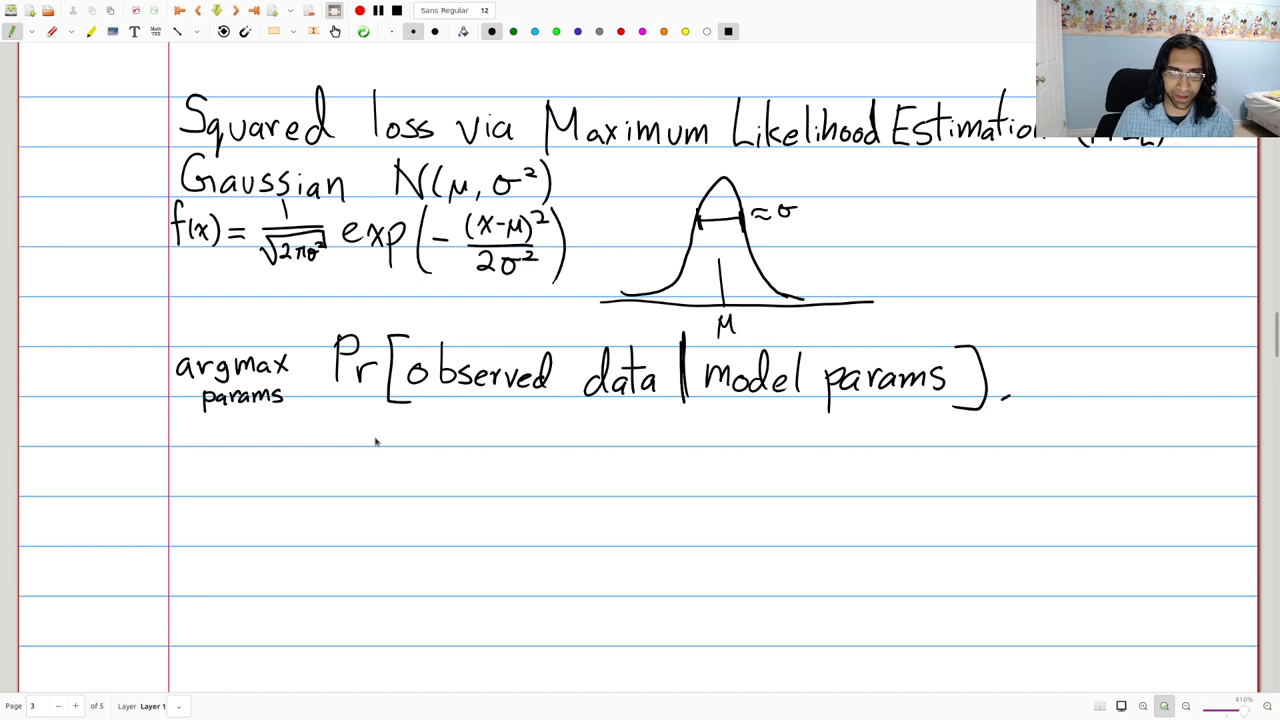 Sans Regular 12
Squared loss via Maximum Likelihood Estimation
Gaussian N(μ, σ²)
f(x) = 1/√(2πσ²) exp(-(x-μ)²/2σ²)
≈σ
μ
argmax params Pr[observed data | model params].
Page 3 of 5 Layer Layer 1
416%